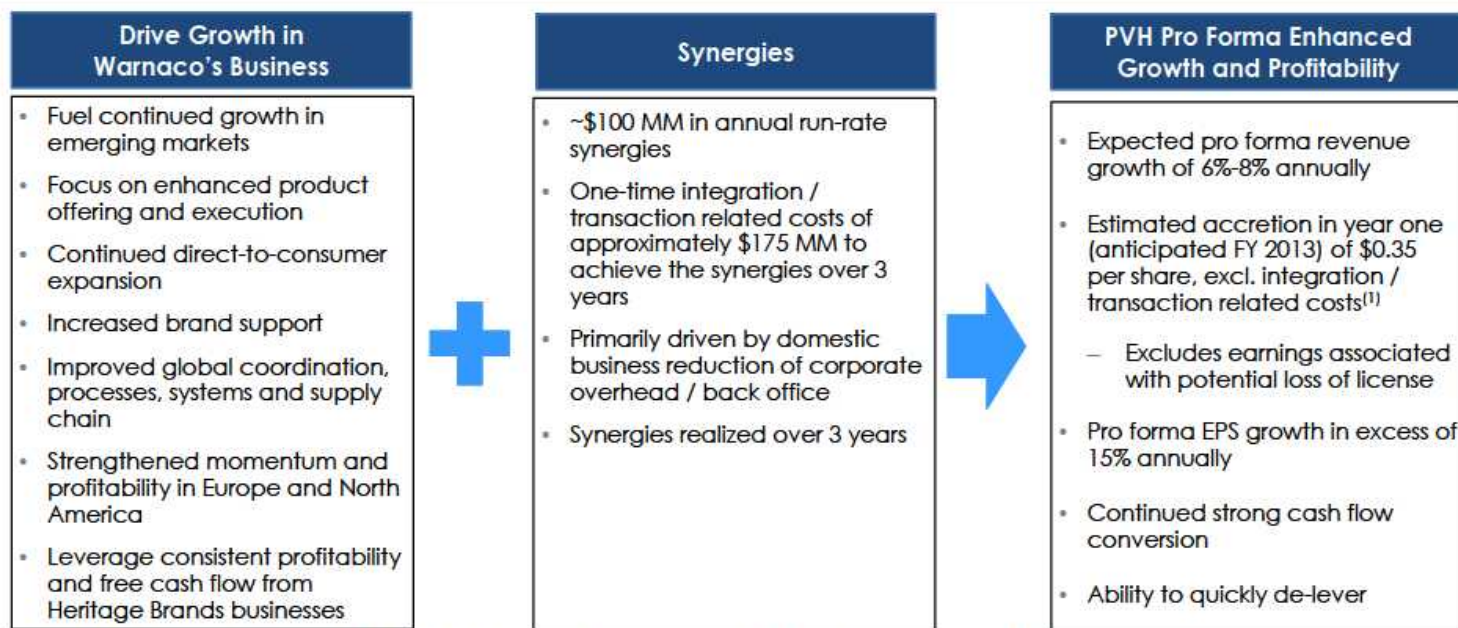 Drive Growth in
Warnaco's Business
• Fuel continued growth in
emerging markets
• Focus on enhanced product
offering and execution
• Continued direct-to-consumer
expansion
• Increased brand support
• Improved global coordination,
processes, systems and supply
chain
• Strengthened momentum and
profitability in Europe and North
America
• Leverage consistent profitability
and free cash flow from
Heritage Brands businesses
Synergies
• ~$100 MM in annual run-rate
synergies
• One-time integration /
transaction related costs of
approximately $175 MM to
achieve the synergies over 3
years
• Primarily driven by domestic
business reduction of corporate
overhead / back office
• Synergies realized over 3 years
PVH Pro Forma Enhanced
Growth and Profitability
• Expected pro forma revenue
growth of 6%-8% annually
• Estimated accretion in year one
(anticipated FY 2013) of $0.35
per share, excl. integration /
transaction related costs(1)
– Excludes earnings associated
with potential loss of license
• Pro forma EPS growth in excess of
15% annually
• Continued strong cash flow
conversion
• Ability to quickly de-lever